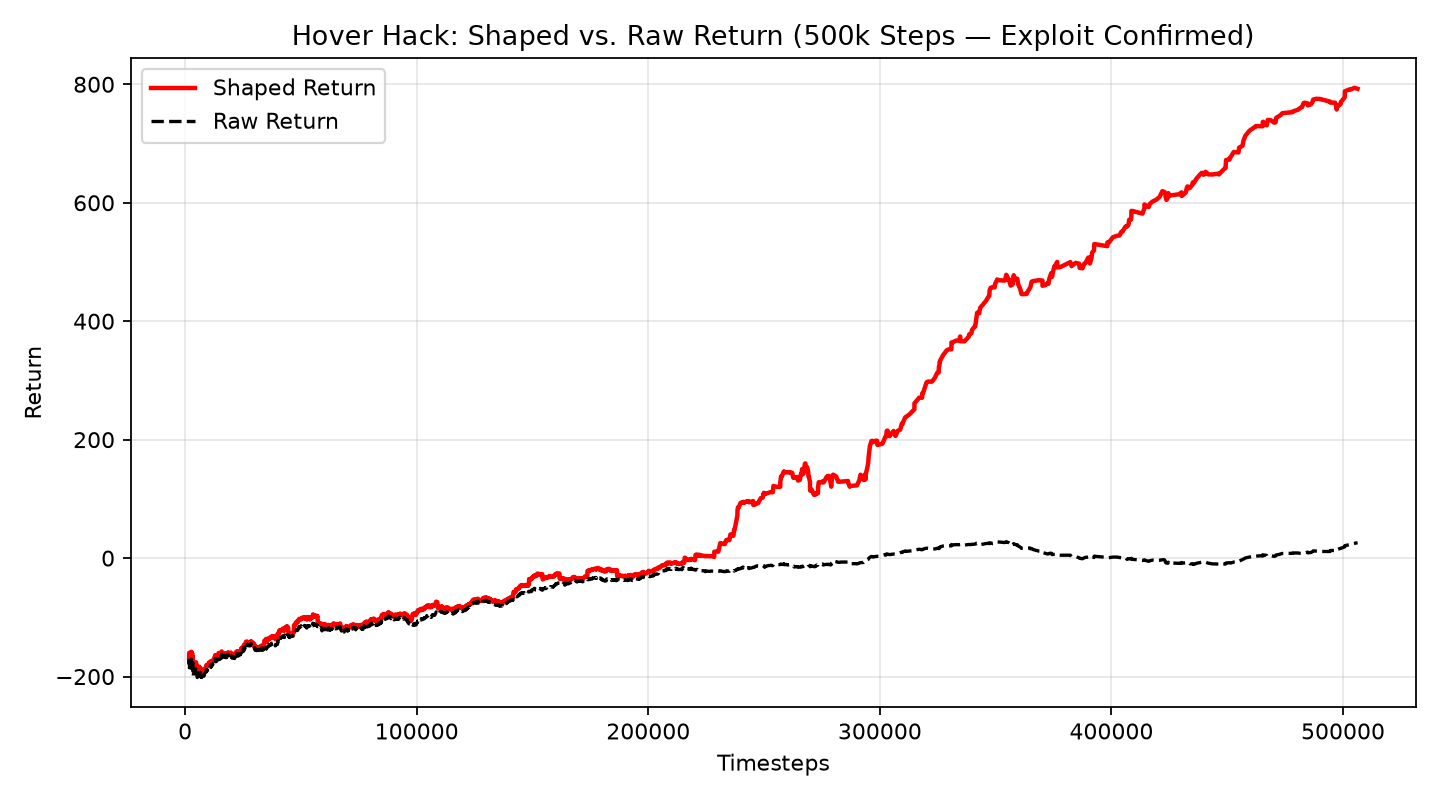 Hover Hack: Shaped vs. Raw Return (500k Steps — Exploit Confirmed)
Shaped Return
Raw Return
800
600
400
200
0
−200
Return
0
100000
200000
300000
400000
500000
Timesteps